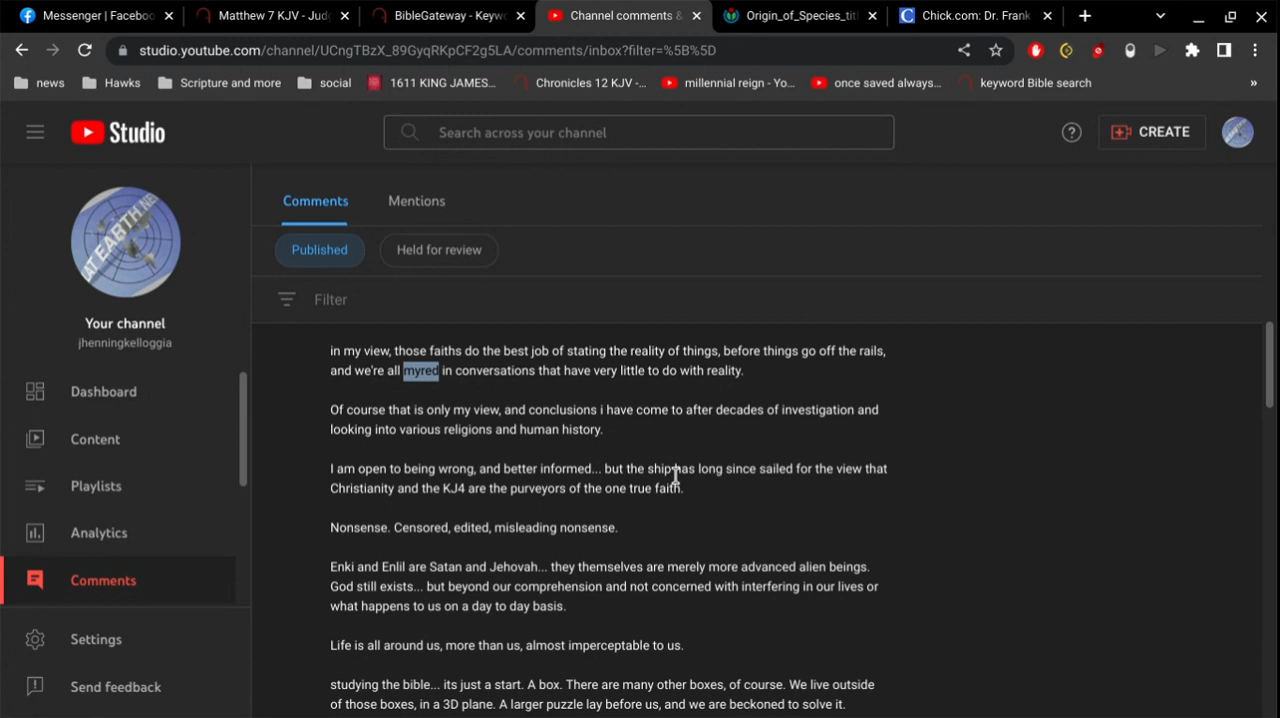 Messenger | Faceboo
Matthew 7 KJV - Jud
BibleGateway - Keyw
Channel comments &
Origin_of_Species_titl
Chick.com: Dr. Frank
studio.youtube.com/channel/UCngTBzX_89GyqRKpCF2g5LA/comments/inbox?filter=%5B%5D
news
Hawks
Scripture and more
social
1611 KING JAMES...
Chronicles 12 KJV -...
millennial reign - Yo...
once saved always...
keyword Bible search
»
Studio
Search across your channel
CREATE
Your channel
jhenningkelloggia
Dashboard
Content
Playlists
Analytics
Comments
Settings
Send feedback
Comments
Mentions
Published
Held for review
Filter
in my view, those faiths do the best job of stating the reality of things, before things go off the rails,
and we're all myred in conversations that have very little to do with reality.
Of course that is only my view, and conclusions i have come to after decades of investigation and
looking into various religions and human history.
I am open to being wrong, and better informed... but the ship has long since sailed for the view that
Christianity and the KJ4 are the purveyors of the one true faith.
Nonsense. Censored, edited, misleading nonsense.
Enki and Enlil are Satan and Jehovah... they themselves are merely more advanced alien beings.
God still exists... but beyond our comprehension and not concerned with interfering in our lives or
what happens to us on a day to day basis.
Life is all around us, more than us, almost imperceptable to us.
studying the bible... its just a start. A box. There are many other boxes, of course. We live outside
of those boxes, in a 3D plane. A larger puzzle lay before us, and we are beckoned to solve it.